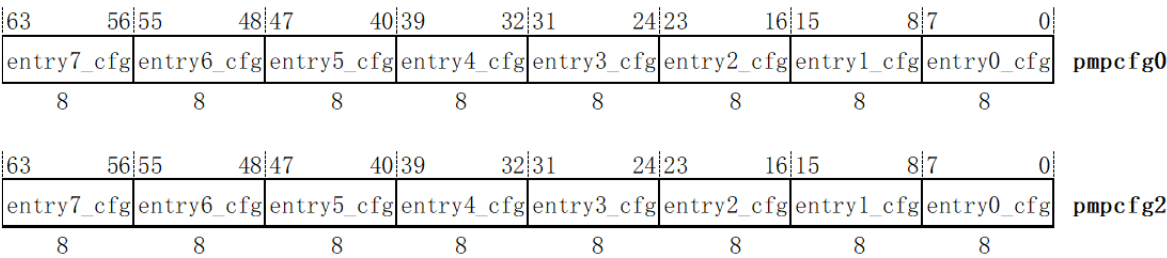 63 56 55 48 47 40 39 32 31 24 23 16 15 8 7 0
entry7_cfg entry6_cfg entry5_cfg entry4_cfg entry3_cfg entry2_cfg entry1_cfg entry0_cfg pmpcfg0
8 8 8 8 8 8 8 8
63 56 55 48 47 40 39 32 31 24 23 16 15 8 7 0
entry7_cfg entry6_cfg entry5_cfg entry4_cfg entry3_cfg entry2_cfg entry1_cfg entry0_cfg pmpcfg2
8 8 8 8 8 8 8 8